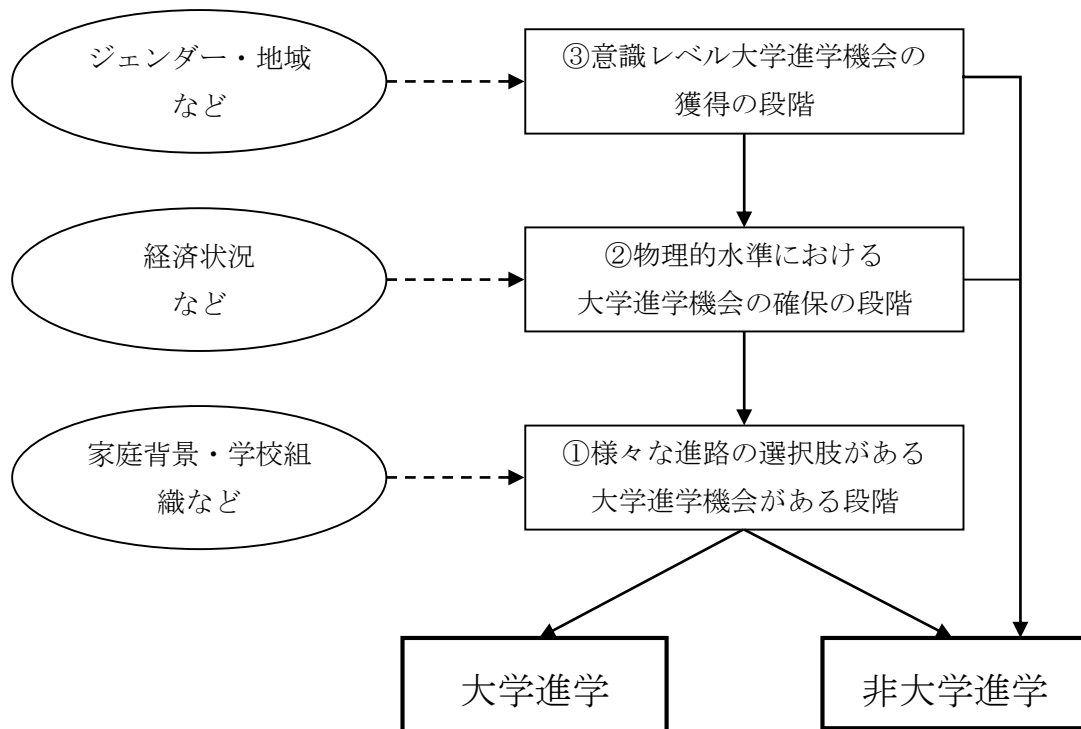 ジェンダー・地域
など
③意識レベル大学進学機会の
獲得の段階
経済状況
など
②物理的水準における
大学進学機会の確保の段階
家庭背景・学校組
織など
①様々な進路の選択肢がある
大学進学機会がある段階
大学進学
非大学進学